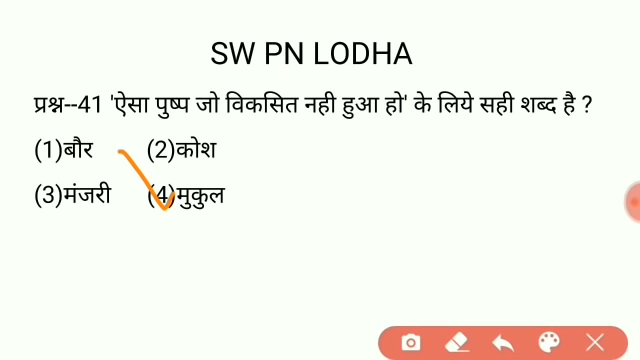 SW PN LODHA
प्रश्न--41 'ऐसा पुष्प जो विकसित नही हुआ हो' के लिये सही शब्द है ?
(1)बौर (2)कोश
(3)मंजरी (4)मुकुल